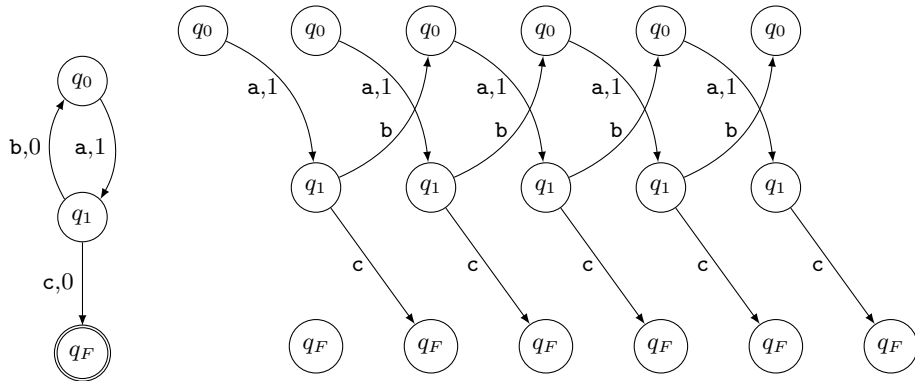 q0 q0 q0 q0 q0 q0
q0
a,1 a,1 a,1 a,1 a,1
b,0 a,1
b b b b
q1 q1 q1 q1 q1
q1
c c c c c
c,0
qF qF qF qF qF qF
qF